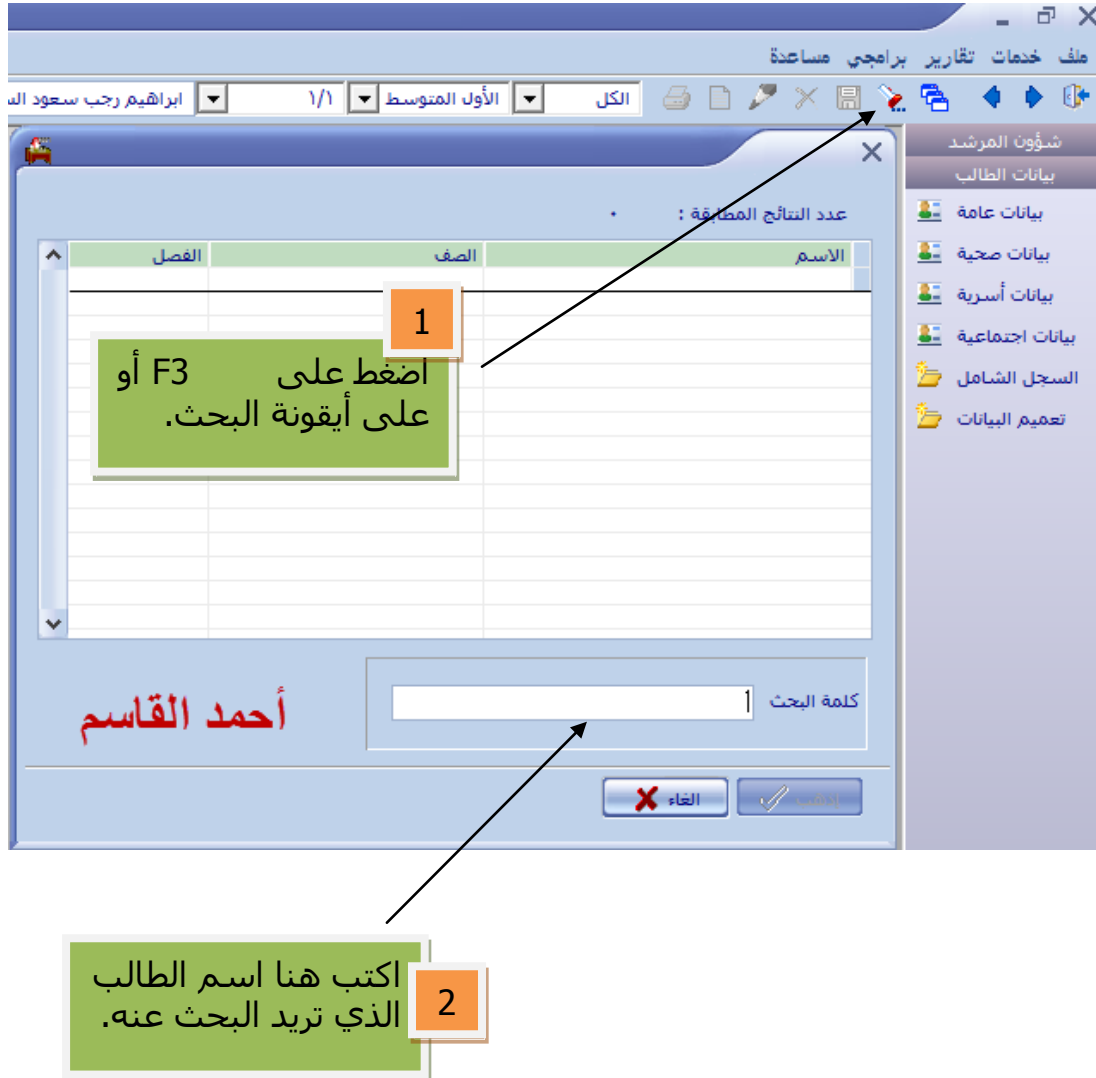 ملف خدمات تقارير برامجي مساعدة
الكل الأول المتوسط ١/١ ابراهيم رجب سعود
شؤون المرشد
بيانات الطالب
بيانات عامة
بيانات صحية
بيانات أسرية
بيانات اجتماعية
السجل الشامل
تعميم البيانات
عدد النتائج المطابقة : ٠
الاسم الصف الفصل
1
اضغط على F3 أو
على أيقونة البحث.
كلمة البحث أ
أحمد القاسم
إذهب الغاء
2
اكتب هنا اسم الطالب
الذي تريد البحث عنه.